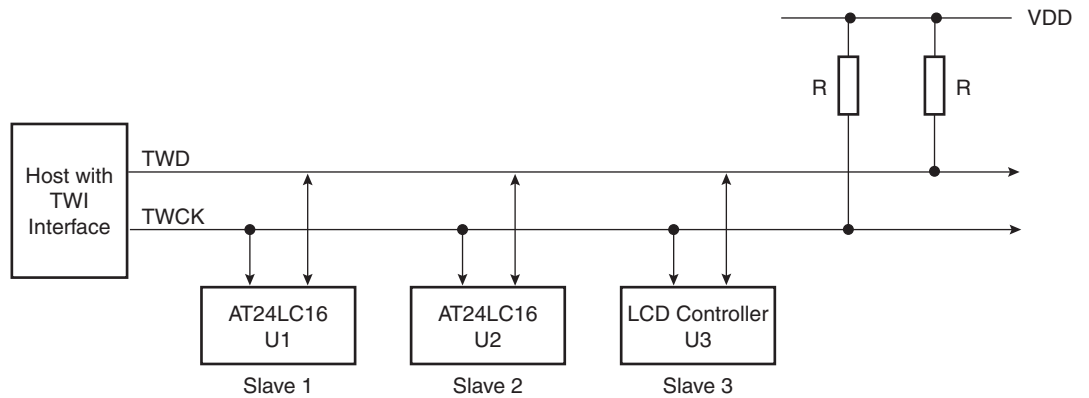 VDD
R
R
Host with
TWI
Interface
TWD
TWCK
AT24LC16
U1
Slave 1
AT24LC16
U2
Slave 2
LCD Controller
U3
Slave 3